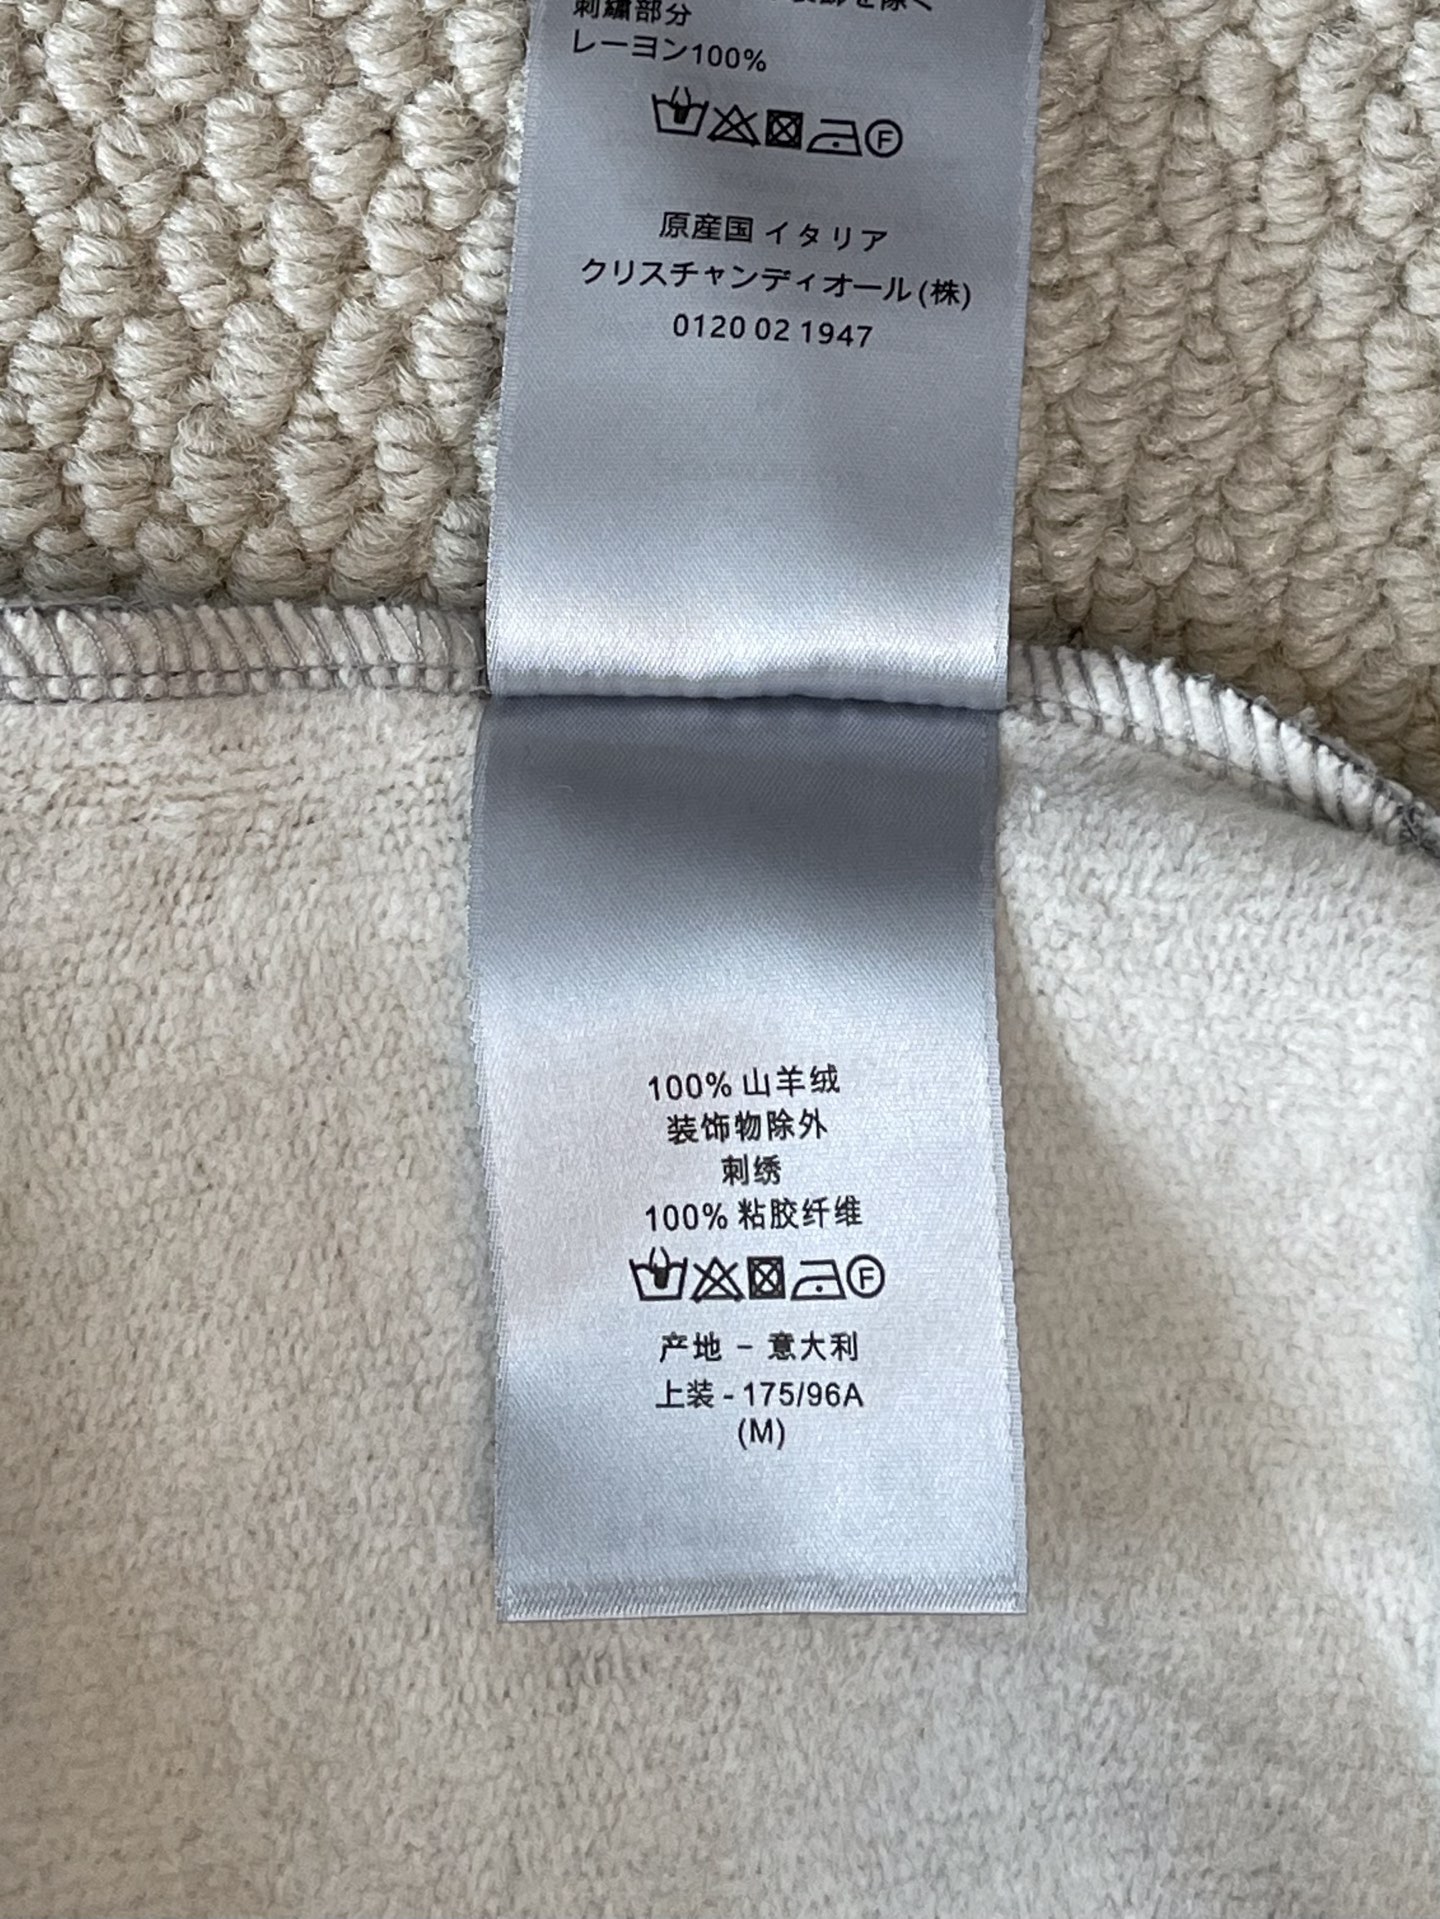 刺繍部分
レーヨン100%
F
原産国 イタリア
クリスチャンディオール (株)
0120 02 1947
100% 山羊绒
装饰物除外
刺绣
100% 粘胶纤维
F
产地 - 意大利
上装 - 175/96A
(M)